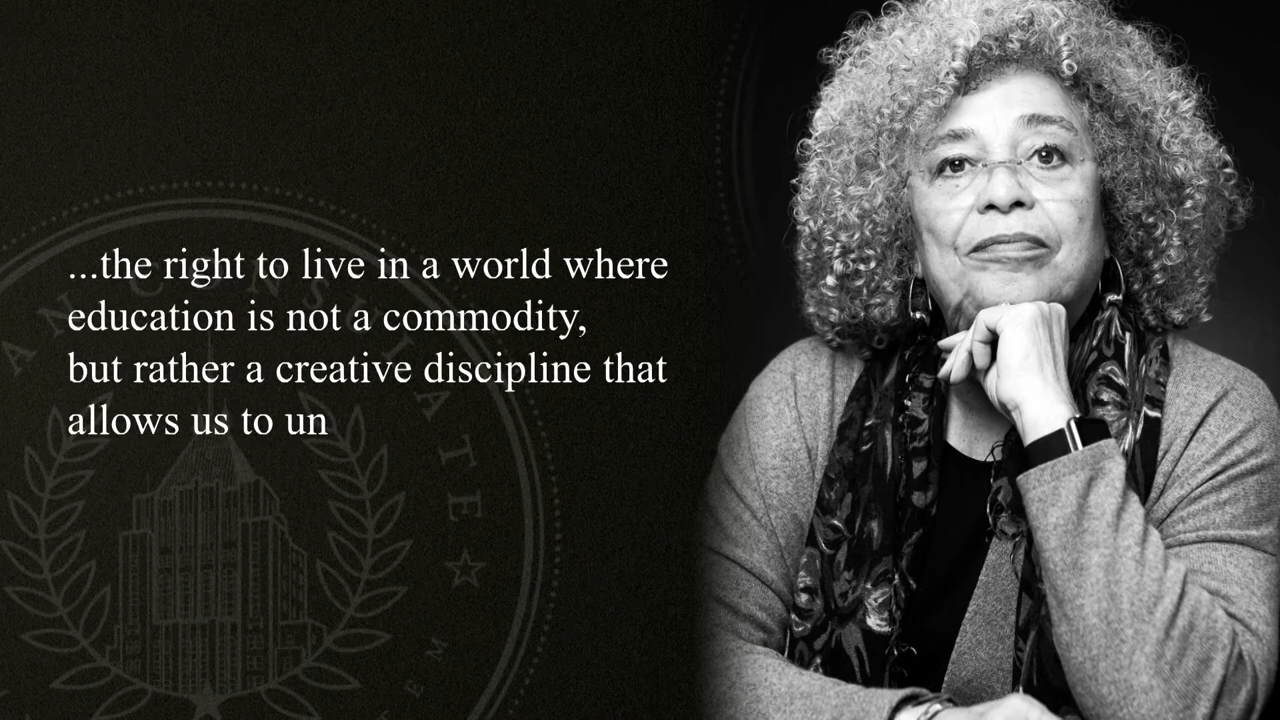 ...the right to live in a world where
education is not a commodity,
but rather a creative discipline that
allows us to un